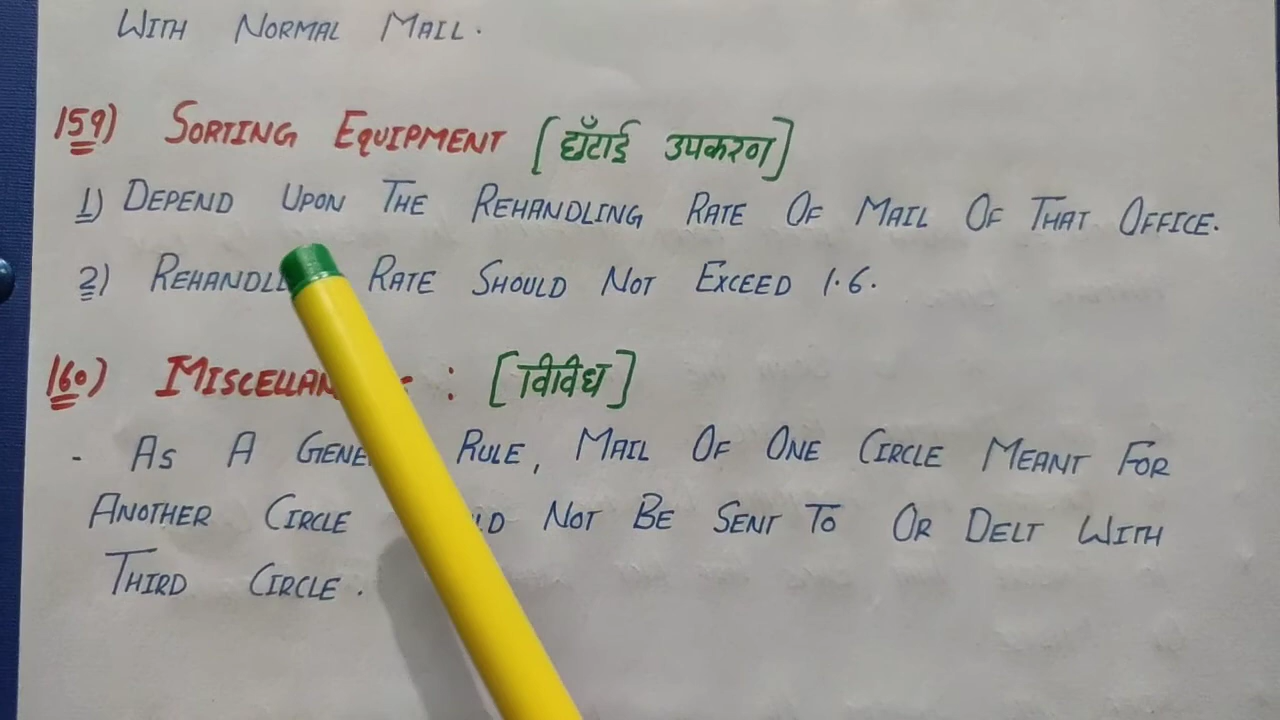 WITH NORMAL MAIL.
159) SORTING EQUIPMENT [छँटाई उपकरण]
1) DEPEND UPON THE REHANDLING RATE OF MAIL OF THAT OFFICE.
2) RATE SHOULD NOT EXCEED 1.6.
160) : [विविध]
- AS A RULE, MAIL OF ONE CIRCLE MEANT FOR
ANOTHER CIRCLE NOT BE SENT TO OR DELT WITH
THIRD CIRCLE.